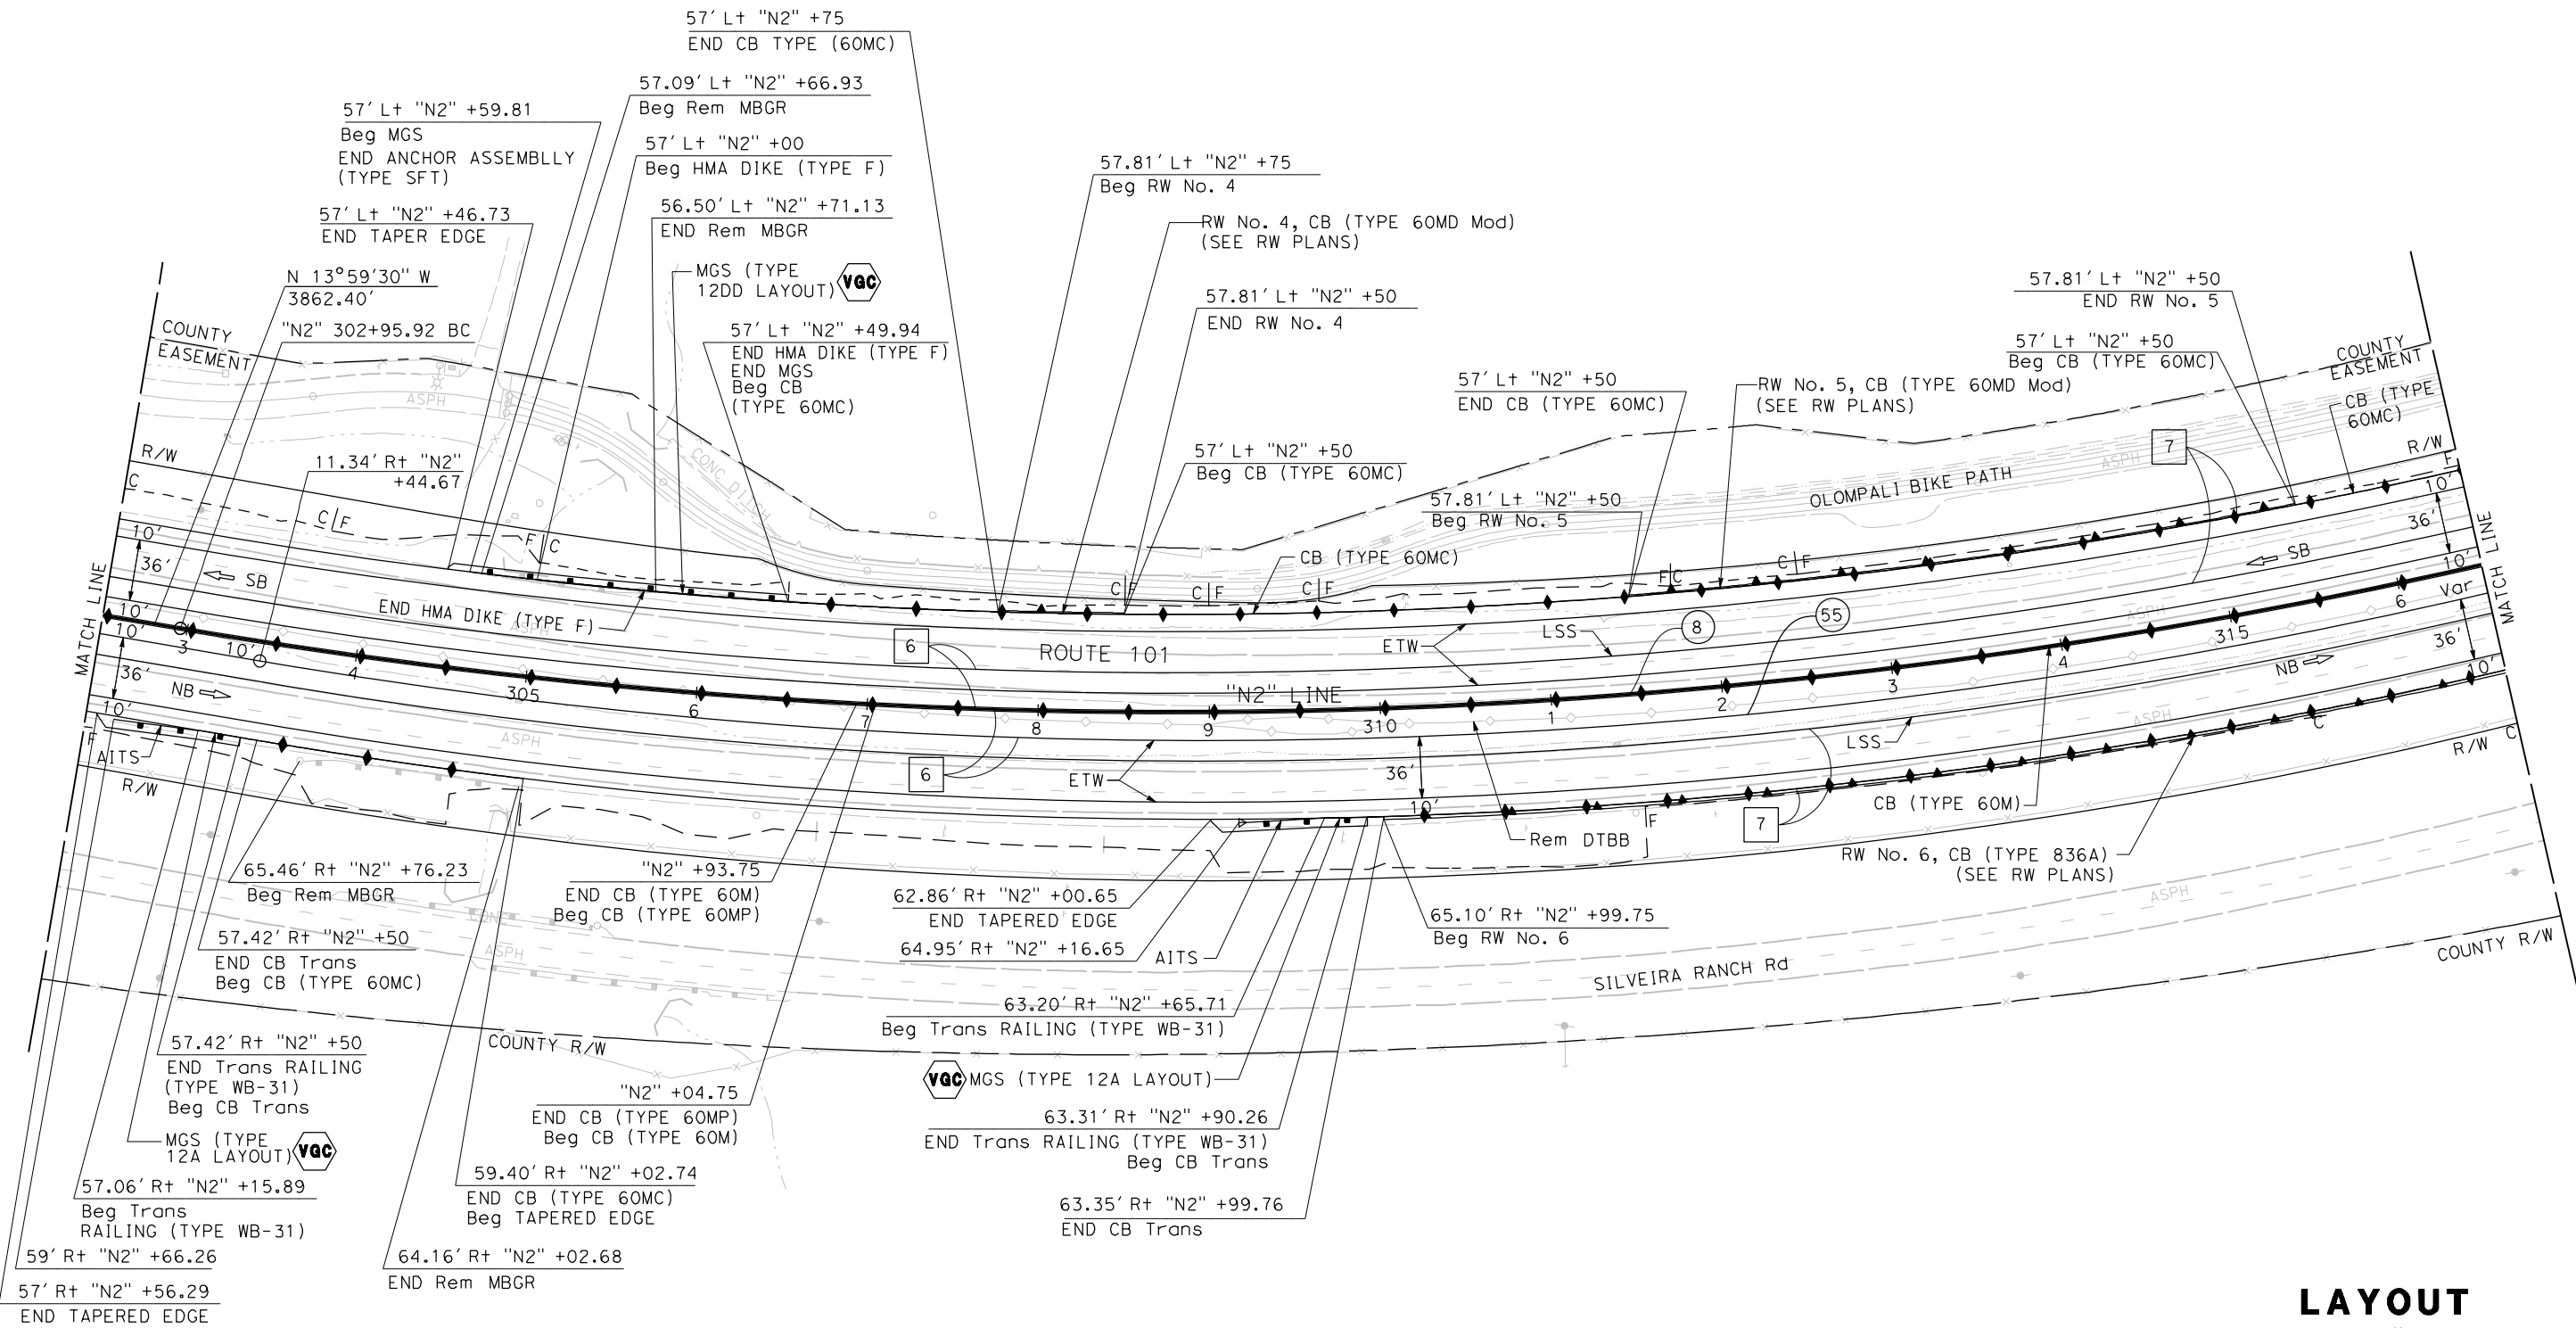 57' Lt "N2" +75
END CB TYPE (60MC)
57.09' Lt "N2" +66.93
Beg Rem MBGR
57' Lt "N2" +59.81
Beg MGS
END ANCHOR ASSEMBLLY
(TYPE SFT)
57' Lt "N2" +00
Beg HMA DIKE (TYPE F)
57.81' Lt "N2" +75
Beg RW No. 4
57' Lt "N2" +46.73
END TAPER EDGE
56.50' Lt "N2" +71.13
END Rem MBGR
RW No. 4, CB (TYPE 60MD Mod)
(SEE RW PLANS)
N 13°59'30" W
3862.40'
MGS (TYPE
12DD LAYOUT)
VGC
57.81' Lt "N2" +50
END RW No. 4
57.81' Lt "N2" +50
END RW No. 5
"N2" 302+95.92 BC
57' Lt "N2" +49.94
END HMA DIKE (TYPE F)
END MGS
Beg CB
(TYPE 60MC)
57' Lt "N2" +50
Beg CB (TYPE 60MC)
COUNTY
EASEMENT
COUNTY
EASEMENT
57' Lt "N2" +50
END CB (TYPE 60MC)
RW No. 5, CB (TYPE 60MD Mod)
(SEE RW PLANS)
CB (TYPE
60MC)
ASPH
CONC DITCH
R/W
11.34' Rt "N2"
+44.67
57' Lt "N2" +50
Beg CB (TYPE 60MC)
57.81' Lt "N2" +50
Beg RW No. 5
OLOMPALI BIKE PATH
ASPH
7
R/W
F
C
C F
F C
C F
C F
C F
F C
C F
CB (TYPE 60MC)
10'
36'
SB
10'
36'
SB
10'
MATCH LINE
END HMA DIKE (TYPE F)
ASPH
6
ROUTE 101
ETW
LSS
8
55
ASPH
Var
MATCH LINE
10'
10'
36'
NB
10'
10'
3
4
305
6
7
8
9
310
1
2
3
4
315
6
"N2" LINE
36'
NB
10'
F
AITS
R/W
ASPH
6
ETW
36'
10'
LSS
ASPH
C
R/W
C
CB (TYPE 60M)
Rem DTBB
F
7
RW No. 6, CB (TYPE 836A)
(SEE RW PLANS)
65.46' Rt "N2" +76.23
Beg Rem MBGR
"N2" +93.75
END CB (TYPE 60M)
Beg CB (TYPE 60MP)
62.86' Rt "N2" +00.65
END TAPERED EDGE
65.10' Rt "N2" +99.75
Beg RW No. 6
ASPH
57.42' Rt "N2" +50
END CB Trans
Beg CB (TYPE 60MC)
ASPH
64.95' Rt "N2" +16.65
AITS
SILVEIRA RANCH Rd
COUNTY R/W
63.20' Rt "N2" +65.71
Beg Trans RAILING (TYPE WB-31)
57.42' Rt "N2" +50
END Trans RAILING
(TYPE WB-31)
Beg CB Trans
COUNTY R/W
VGC
MGS (TYPE 12A LAYOUT)
"N2" +04.75
END CB (TYPE 60MP)
Beg CB (TYPE 60M)
63.31' Rt "N2" +90.26
END Trans RAILING (TYPE WB-31)
Beg CB Trans
MGS (TYPE
12A LAYOUT)
VGC
59.40' Rt "N2" +02.74
END CB (TYPE 60MC)
Beg TAPERED EDGE
57.06' Rt "N2" +15.89
Beg Trans
RAILING (TYPE WB-31)
63.35' Rt "N2" +99.76
END CB Trans
59' Rt "N2" +66.26
64.16' Rt "N2" +02.68
END Rem MBGR
57' Rt "N2" +56.29
END TAPERED EDGE
LAYOUT